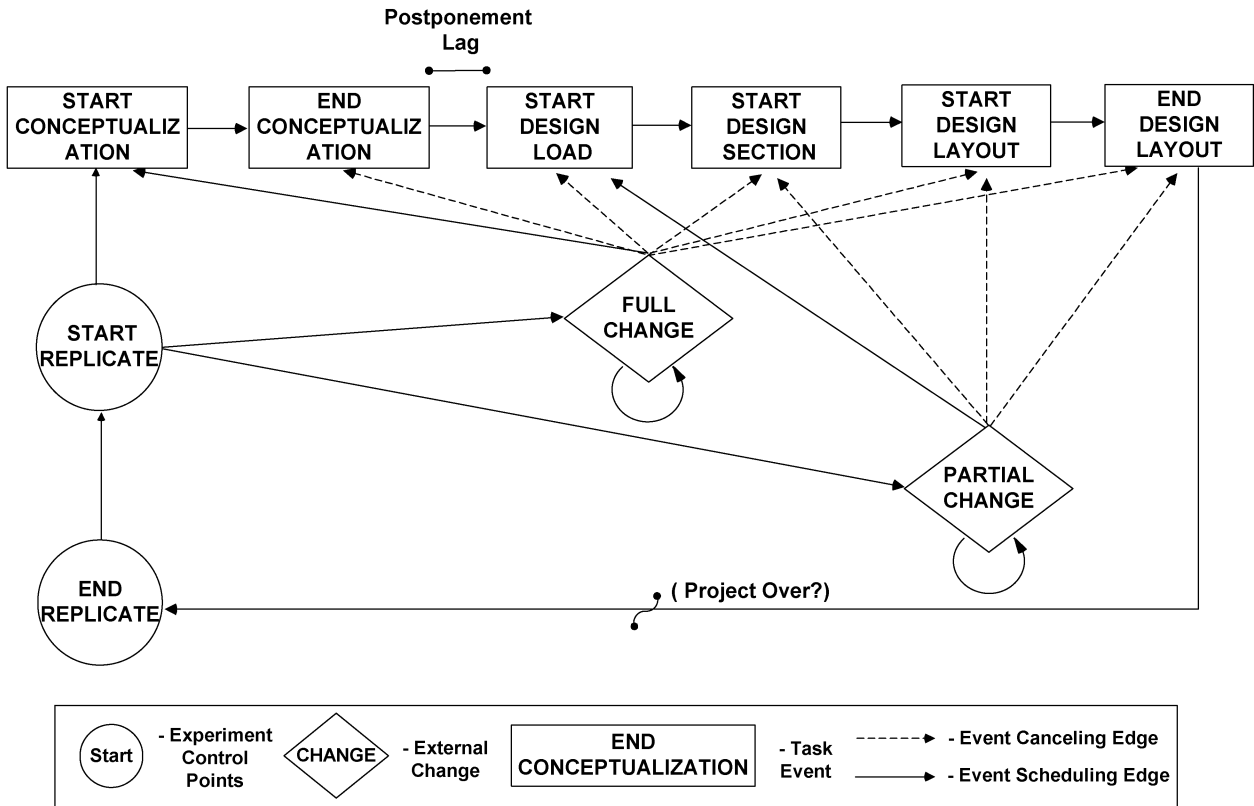 Postponement
Lag
START
CONCEPTUALIZ
ATION
END
CONCEPTUALIZ
ATION
START
DESIGN
LOAD
START
DESIGN
SECTION
START
DESIGN
LAYOUT
END
DESIGN
LAYOUT
START
REPLICATE
FULL
CHANGE
PARTIAL
CHANGE
END
REPLICATE
( Project Over?)
Start
- Experiment
Control
Points
CHANGE
- External
Change
END
CONCEPTUALIZATION
- Task
Event
- Event Canceling Edge
- Event Scheduling Edge